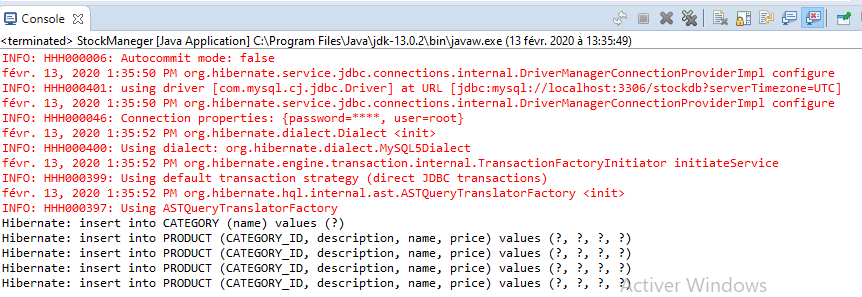 Console
<terminated> StockManeger [Java Application] C:\Program Files\Java\jdk-13.0.2\bin\javaw.exe (13 févr. 2020 à 13:35:49)
INFO: HHH000006: Autocommit mode: false
févr. 13, 2020 1:35:50 PM org.hibernate.service.jdbc.connections.internal.DriverManagerConnectionProviderImpl configure
INFO: HHH000401: using driver [com.mysql.cj.jdbc.Driver] at URL [jdbc:mysql://localhost:3306/stockdb?serverTimezone=UTC]
févr. 13, 2020 1:35:50 PM org.hibernate.service.jdbc.connections.internal.DriverManagerConnectionProviderImpl configure
INFO: HHH000046: Connection properties: {password=****, user=root}
févr. 13, 2020 1:35:52 PM org.hibernate.dialect.Dialect <init>
INFO: HHH000400: Using dialect: org.hibernate.dialect.MySQL5Dialect
févr. 13, 2020 1:35:52 PM org.hibernate.engine.transaction.internal.TransactionFactoryInitiator initiateService
INFO: HHH000399: Using default transaction strategy (direct JDBC transactions)
févr. 13, 2020 1:35:52 PM org.hibernate.hql.internal.ast.ASTQueryTranslatorFactory <init>
INFO: HHH000397: Using ASTQueryTranslatorFactory
Hibernate: insert into CATEGORY (name) values (?)
Hibernate: insert into PRODUCT (CATEGORY_ID, description, name, price) values (?, ?, ?, ?)
Hibernate: insert into PRODUCT (CATEGORY_ID, description, name, price) values (?, ?, ?, ?)
Hibernate: insert into PRODUCT (CATEGORY_ID, description, name, price) values (?, ?, ?, ?)
Hibernate: insert into PRODUCT (CATEGORY_ID, description, name, price) values (?, ?, ?, ?)
Activer Windows